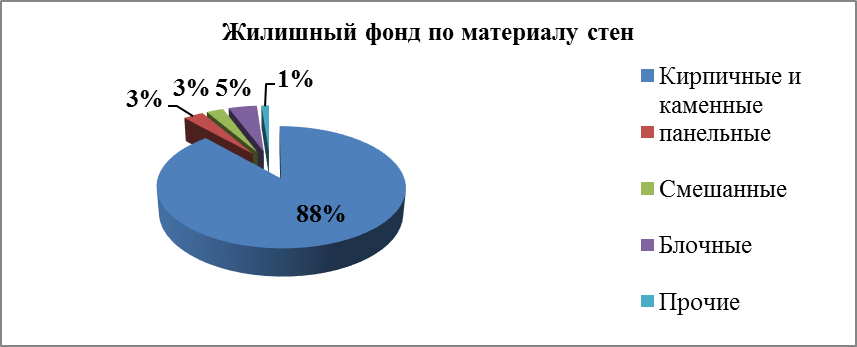 Жилишный фонд по материалу стен
3%
3%
5%
1%
88%
Кирпичные и
каменные
панельные
Смешанные
Блочные
Прочие